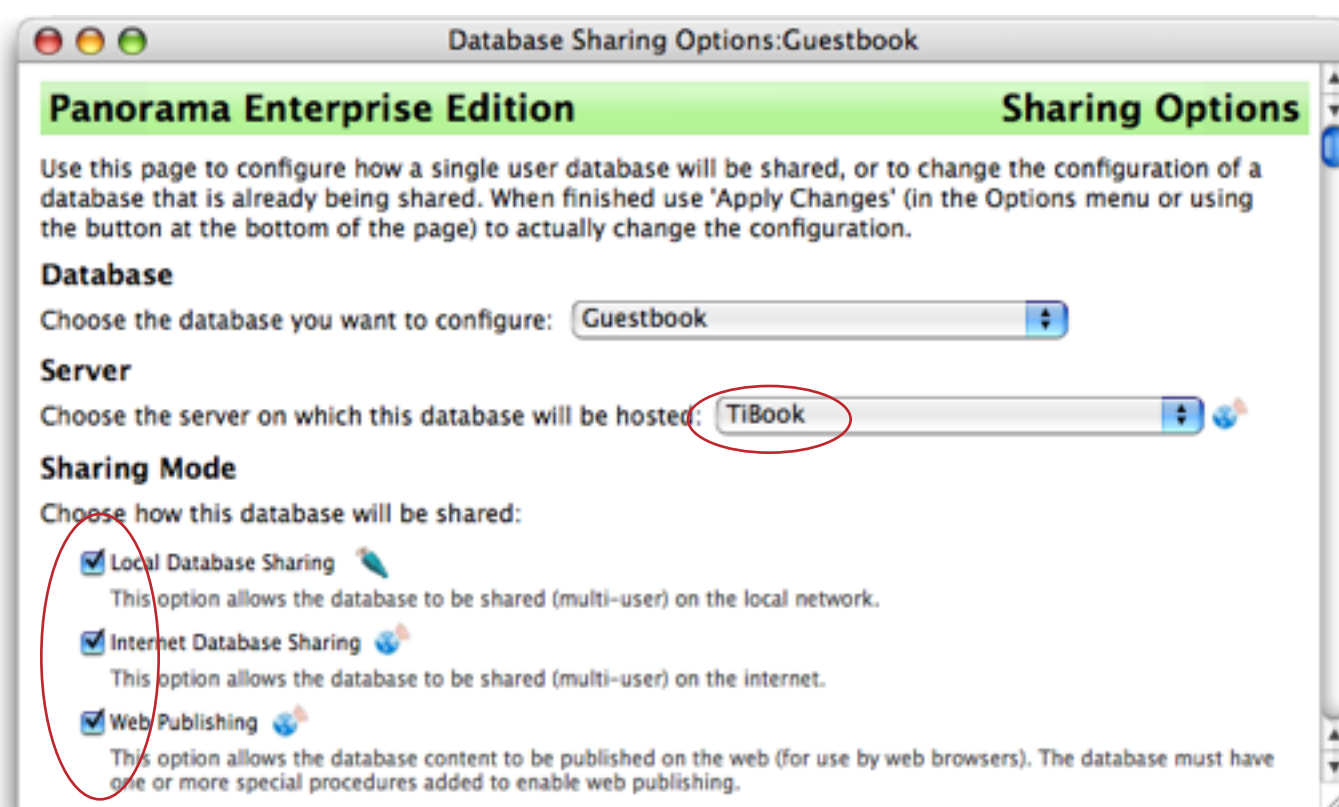 Database Sharing Options:Guestbook
Panorama Enterprise Edition Sharing Options
Use this page to configure how a single user database will be shared, or to change the configuration of a
database that is already being shared. When finished use 'Apply Changes' (in the Options menu or using
the button at the bottom of the page) to actually change the configuration.
Database
Choose the database you want to configure: Guestbook
Server
Choose the server on which this database will be hosted: TiBook
Sharing Mode
Choose how this database will be shared:
Local Database Sharing
This option allows the database to be shared (multi-user) on the local network.
Internet Database Sharing
This option allows the database to be shared (multi-user) on the internet.
Web Publishing
This option allows the database content to be published on the web (for use by web browsers). The database must have
one or more special procedures added to enable web publishing.